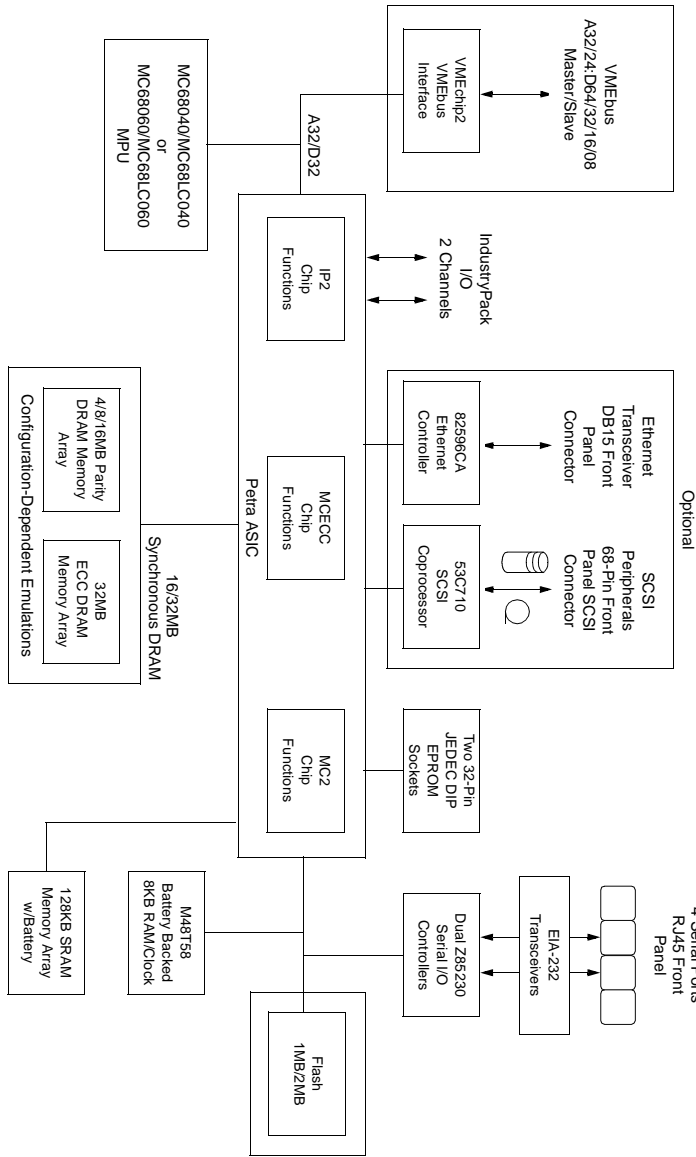 Optional
VMEbus
A32/24:D64/32/16/08
Master/Slave
VMEchip2
VMEbus
Interface
A32/D32
MC68040/MC68LC040
or
MC68060/MC68LC060
MPU
IndustryPack
I/O
2 Channels
Ethernet
Transceiver
DB15 Front
Panel
Connector
SCSI
Peripherals
68-Pin Front
Panel SCSI
Connector
82596CA
Ethernet
Controller
53C710
SCSI
Coprocessor
Two 32-Pin
JEDEC DIP
EPROM
Sockets
4 Serial Ports
RJ45 Front
Panel
EIA-232
Transceivers
Dual Z85230
Serial I/O
Controllers
IP2
Chip
Functions
MCECC
Chip
Functions
MC2
Chip
Functions
Petra ASIC
16/32MB
Synchronous DRAM
4/8/16MB Parity
DRAM Memory
Array
32MB
ECC DRAM
Memory Array
Configuration-Dependent Emulations
128KB SRAM
Memory Array
w/Battery
M48T58
Battery Backed
8KB RAM/Clock
Flash
1MB/2MB